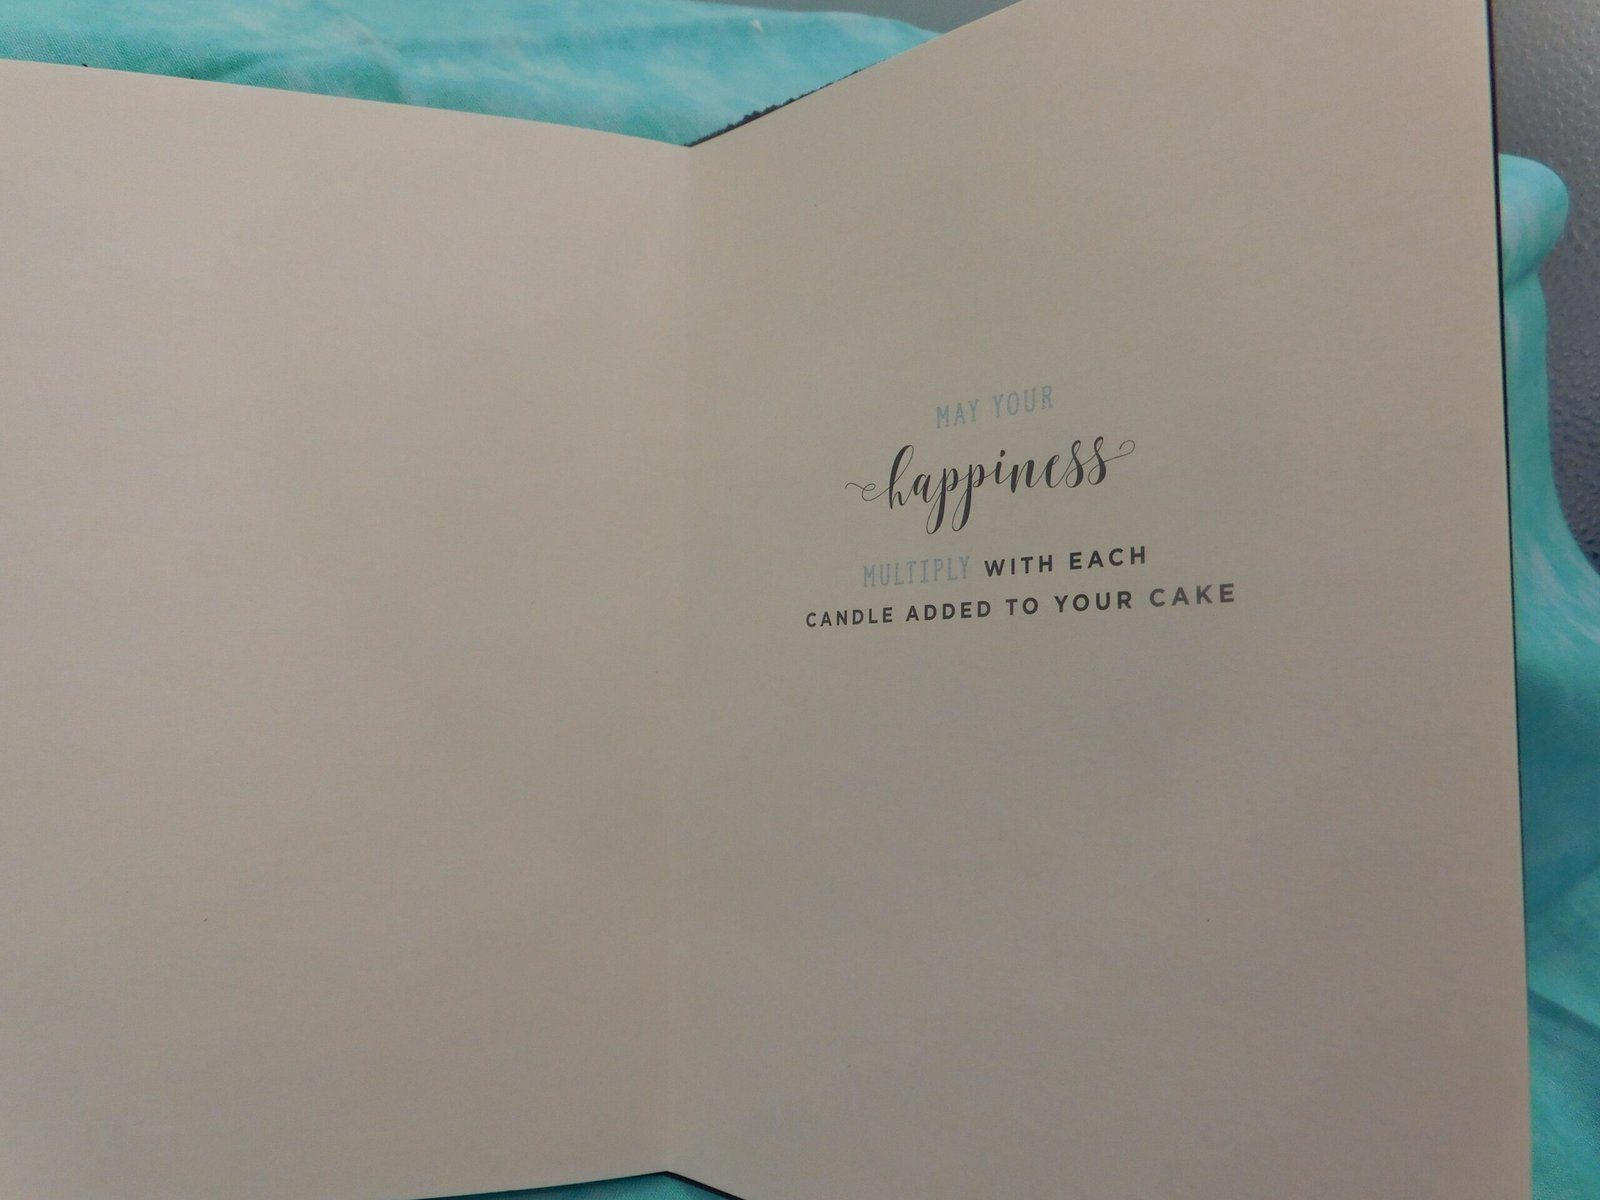 MAY YOUR
happiness
MULTIPLY WITH EACH
CANDLE ADDED TO YOUR CAKE